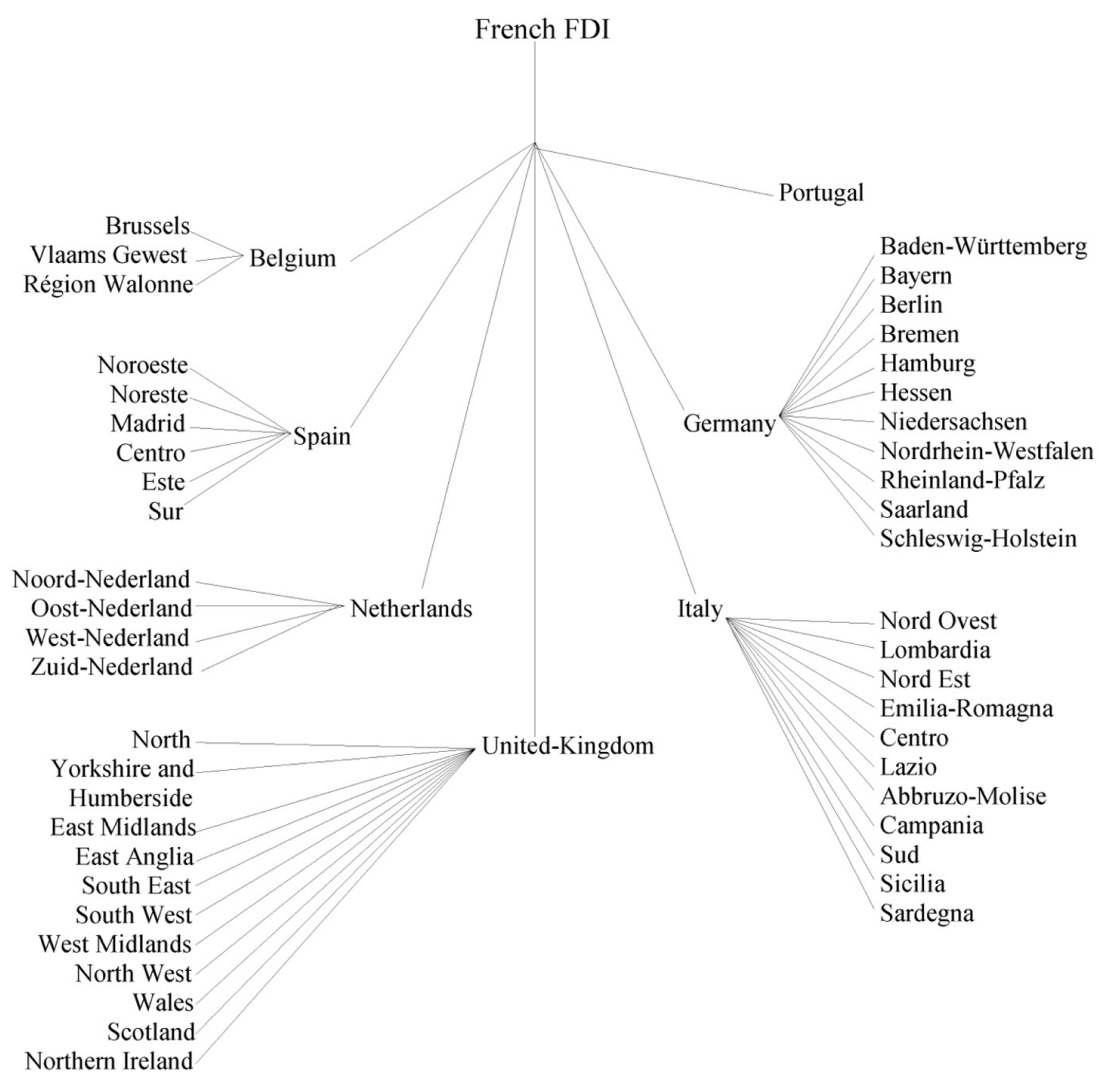 French FDI
Portugal
Brussels
Vlaams Gewest
Région Walonne
Belgium
Baden-Württemberg
Bayern
Berlin
Bremen
Hamburg
Hessen
Niedersachsen
Nordrhein-Westfalen
Rheinland-Pfalz
Saarland
Schleswig-Holstein
Germany
Noroeste
Noreste
Madrid
Centro
Este
Sur
Spain
Noord-Nederland
Oost-Nederland
West-Nederland
Zuid-Nederland
Netherlands
Italy
Nord Ovest
Lombardia
Nord Est
Emilia-Romagna
Centro
Lazio
Abbruzo-Molise
Campania
Sud
Sicilia
Sardegna
United-Kingdom
North
Yorkshire and
Humberside
East Midlands
East Anglia
South East
South West
West Midlands
North West
Wales
Scotland
Northern Ireland